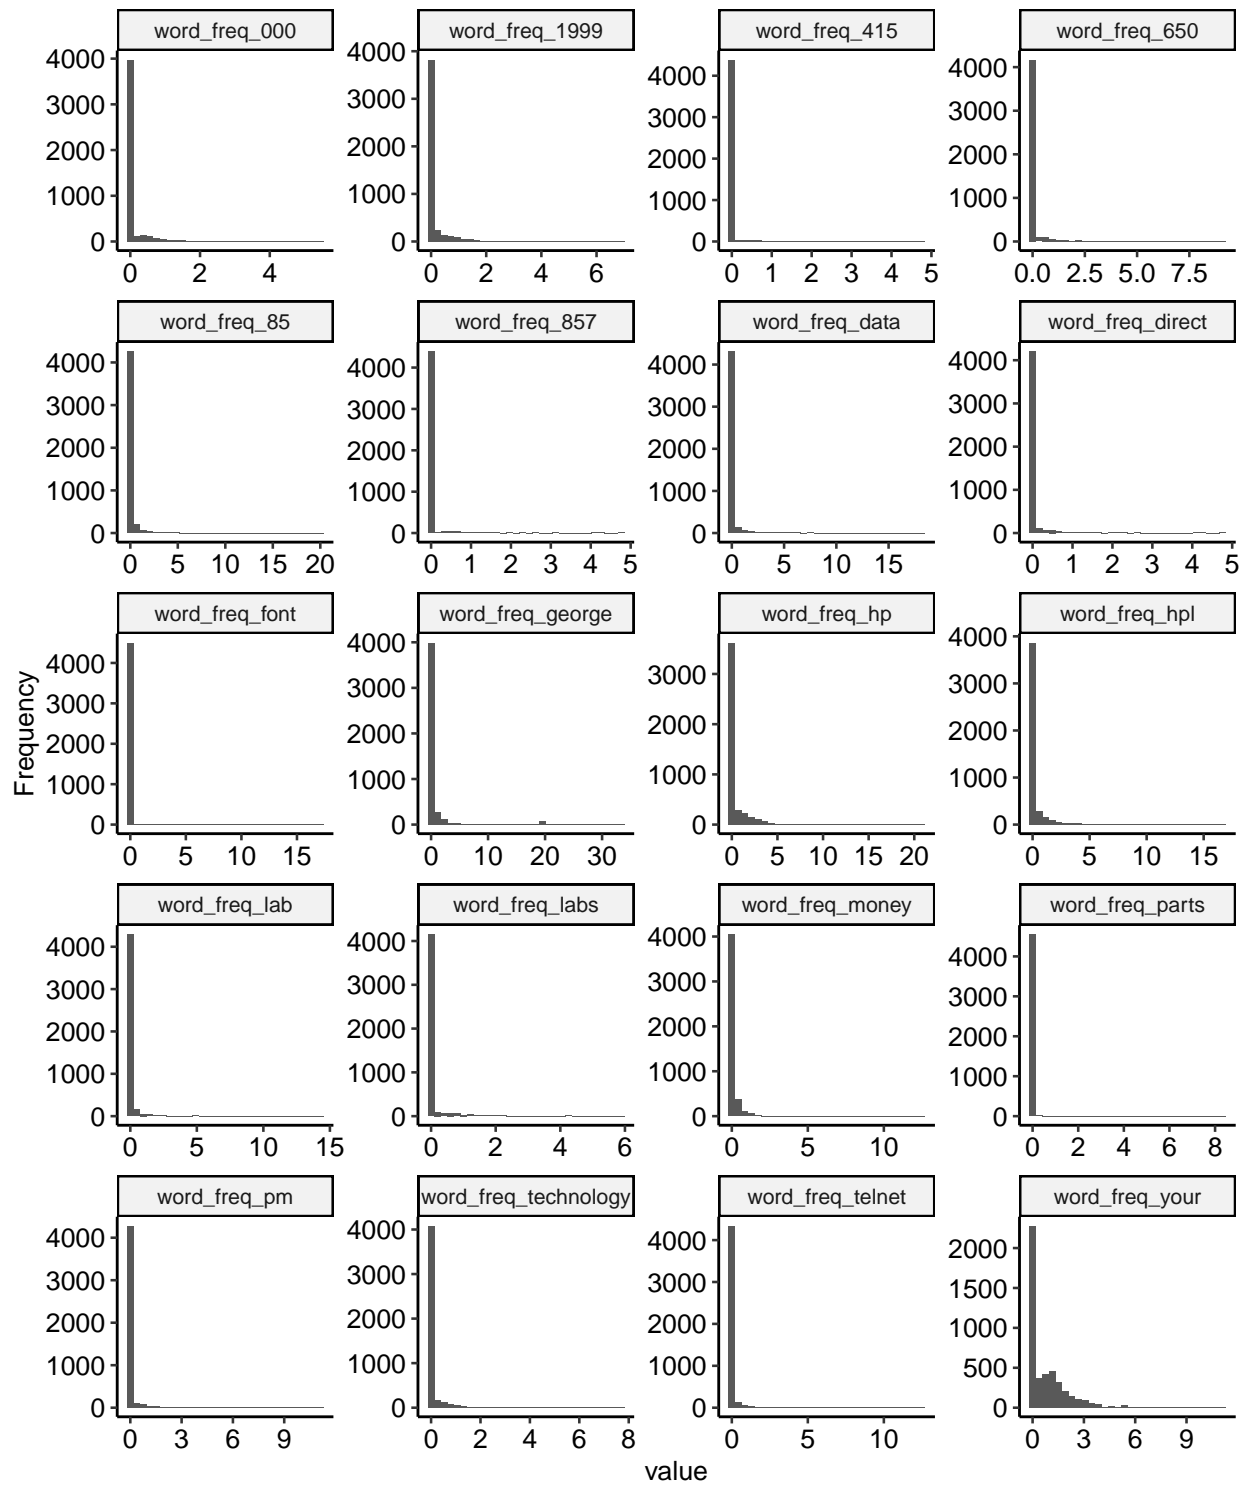 word_freq_000 word_freq_1999 word_freq_415 word_freq_650
4000 4000 4000 4000
3000 3000 3000 3000
2000 2000 2000 2000
1000 1000 1000 1000
0 0 0 0
0 2 4 0 2 4 6 0 1 2 3 4 5 0.0 2.5 5.0 7.5
word_freq_85 word_freq_857 word_freq_data word_freq_direct
4000 4000 4000 4000
3000 3000 3000 3000
2000 2000 2000 2000
1000 1000 1000 1000
0 0 0 0
0 5 10 15 20 0 1 2 3 4 5 0 5 10 15 0 1 2 3 4 5
word_freq_font word_freq_george word_freq_hp word_freq_hpl
4000 4000 3000 4000
3000 3000 2000 3000
2000 2000 1000 2000
1000 1000 0 1000
0 0 0
0 5 10 15 0 10 20 30 0 5 10 15 20 0 5 10 15
Frequency
word_freq_lab word_freq_labs word_freq_money word_freq_parts
4000 4000 4000 4000
3000 3000 3000 3000
2000 2000 2000 2000
1000 1000 1000 1000
0 0 0 0
0 5 10 15 0 2 4 6 0 5 10 0 2 4 6 8
word_freq_pm word_freq_technology word_freq_telnet word_freq_your
4000 4000 4000 2000
3000 3000 3000 1500
2000 2000 2000 1000
1000 1000 1000 500
0 0 0 0
0 3 6 9 0 2 4 6 8 0 5 10 0 3 6 9
value